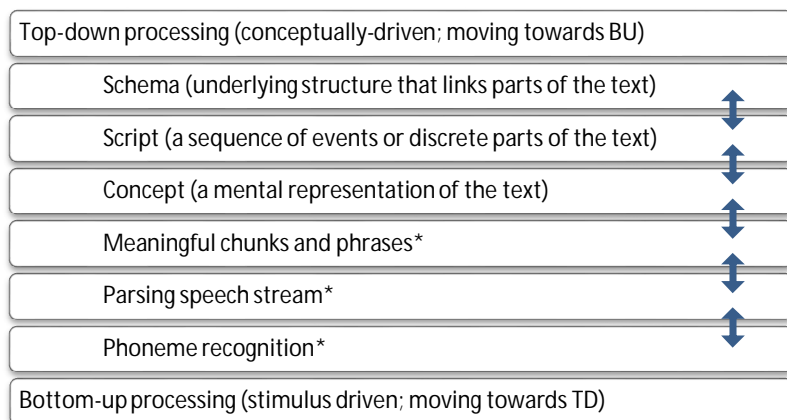 Top-down processing (conceptually-driven; moving towards BU)
Schema (underlying structure that links parts of the text)
Script (a sequence of events or discrete parts of the text)
Concept (a mental representation of the text)
Meaningful chunks and phrases*
Parsing speech stream*
Phoneme recognition*
Bottom-up processing (stimulus driven; moving towards TD)